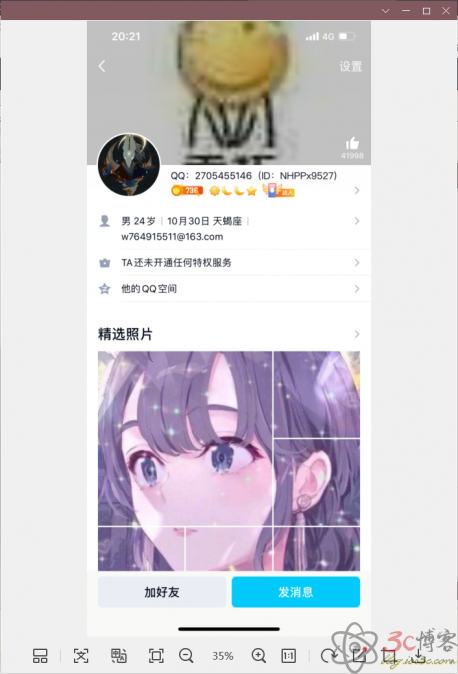 20:21
4G
设置
41998
QQ：2705455146（ID：NHPPx9527）
736
达人
男 24岁 | 10月30日 天蝎座 |
w764915511@163.com
TA还未开通任何特权服务
他的QQ空间
精选照片
加好友
发消息
35%
1:1
3c博客